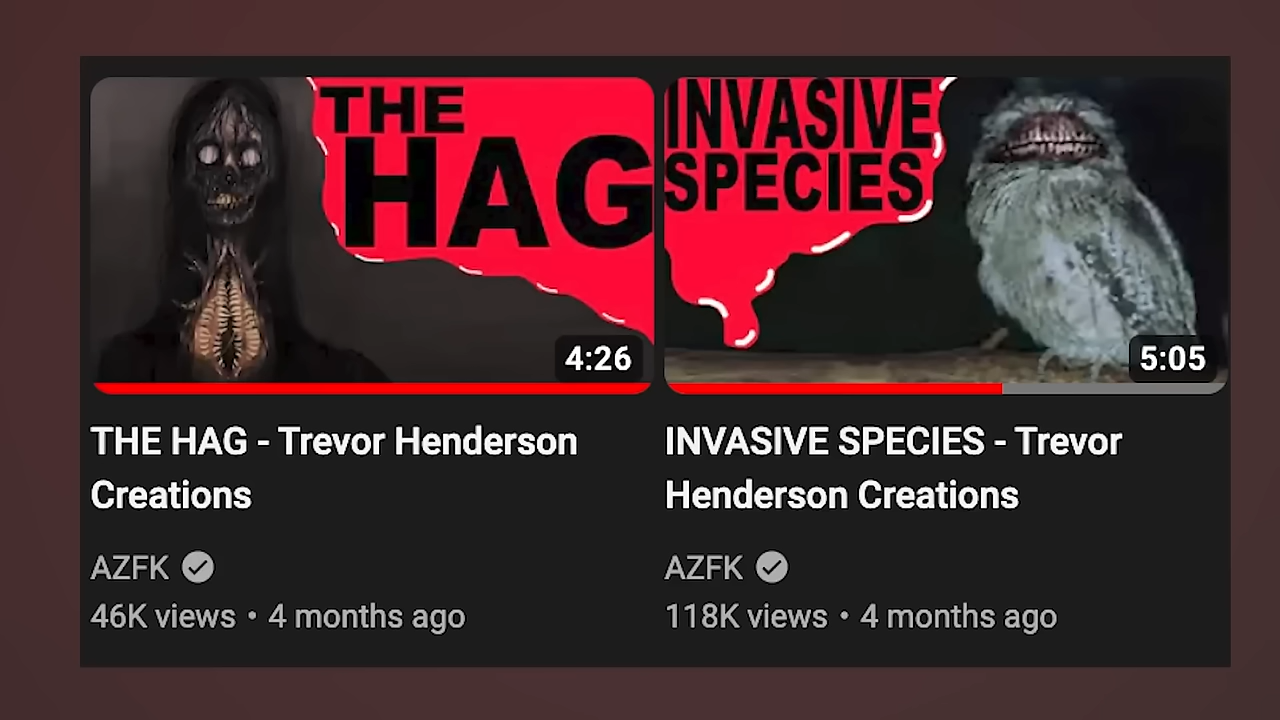 THE
HAG
4:26
THE HAG - Trevor Henderson
Creations
AZFK
46K views • 4 months ago
INVASIVE
SPECIES
5:05
INVASIVE SPECIES - Trevor
Henderson Creations
AZFK
118K views • 4 months ago